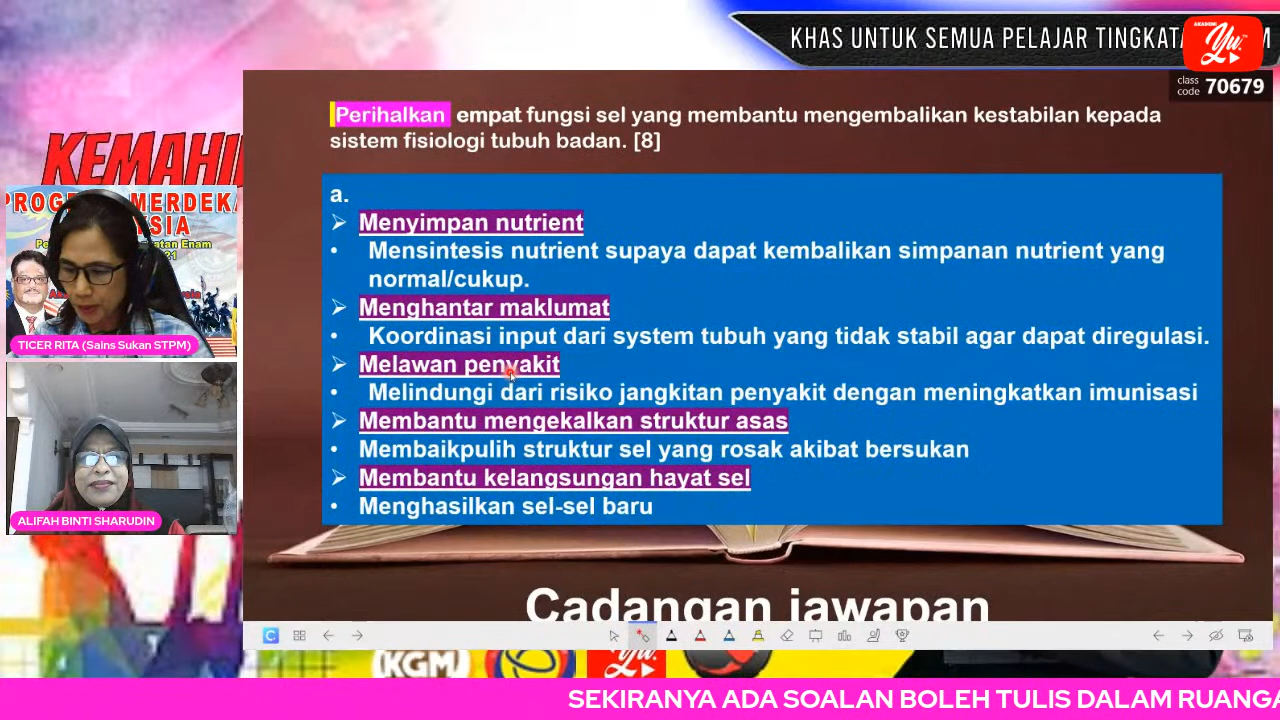 KHAS UNTUK SEMUA PELAJAR TINGKAT
AKADEMI
Yu
class
code 70679
KEMAHI
Perihalkan empat fungsi sel yang membantu mengembalikan kestabilan kepada
sistem fisiologi tubuh badan. [8]
a.
➢ Menyimpan nutrient
• Mensintesis nutrient supaya dapat kembalikan simpanan nutrient yang
normal/cukup.
➢ Menghantar maklumat
• Koordinasi input dari system tubuh yang tidak stabil agar dapat diregulasi.
➢ Melawan penyakit
• Melindungi dari risiko jangkitan penyakit dengan meningkatkan imunisasi
➢ Membantu mengekalkan struktur asas
• Membaikpulih struktur sel yang rosak akibat bersukan
➢ Membantu kelangsungan hayat sel
• Menghasilkan sel-sel baru
Cadangan jawapan
TICER RITA (Sains Sukan STPM)
ALIFAH BINTI SHARUDIN
(KGM)
SEKIRANYA ADA SOALAN BOLEH TULIS DALAM RUANGA